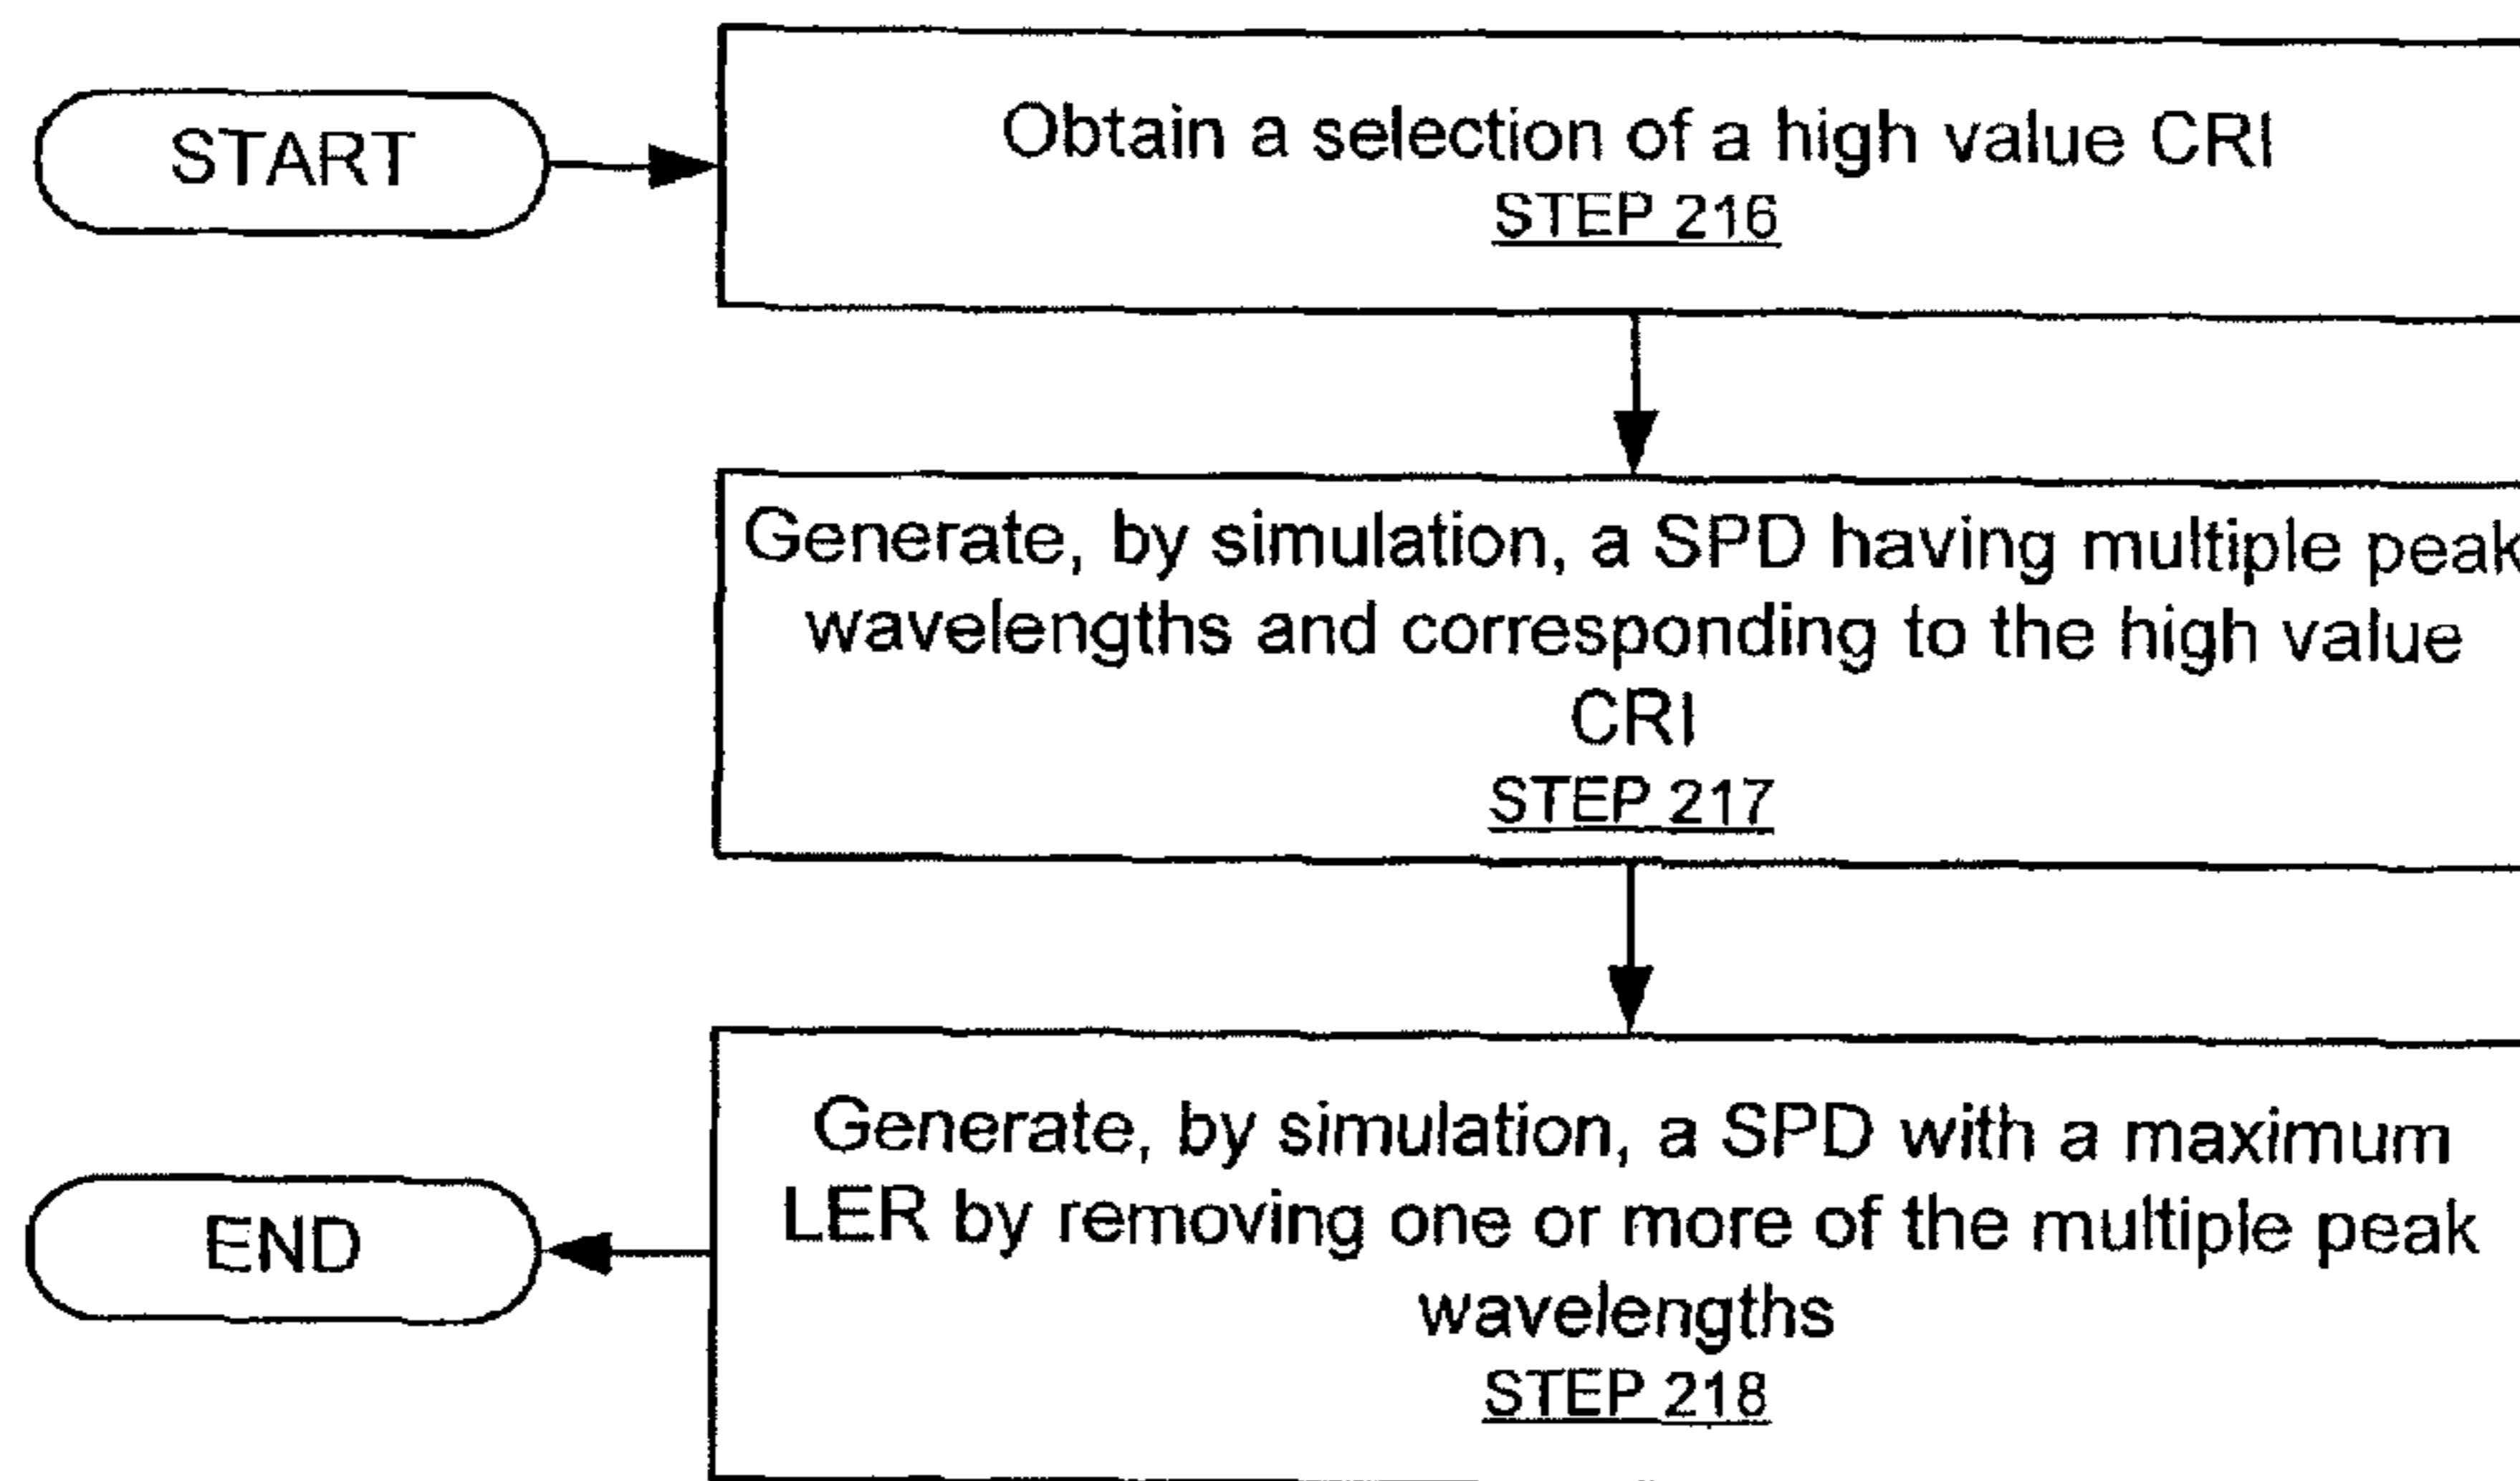 START
Obtain a selection of a high value CRI
STEP 216
Generate, by simulation, a SPD having multiple peak
wavelengths and corresponding to the high value
CRI
STEP 217
Generate, by simulation, a SPD with a maximum
LER by removing one or more of the multiple peak
wavelengths
STEP 218
END